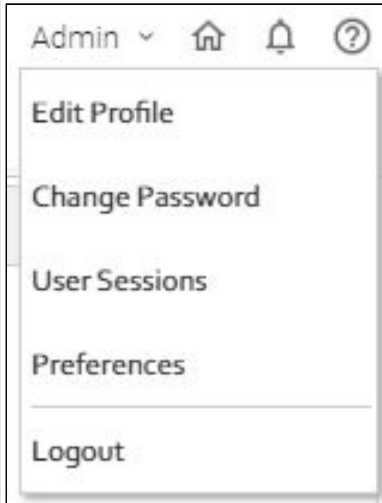 Admin
Edit Profile
Change Password
User Sessions
Preferences
Logout